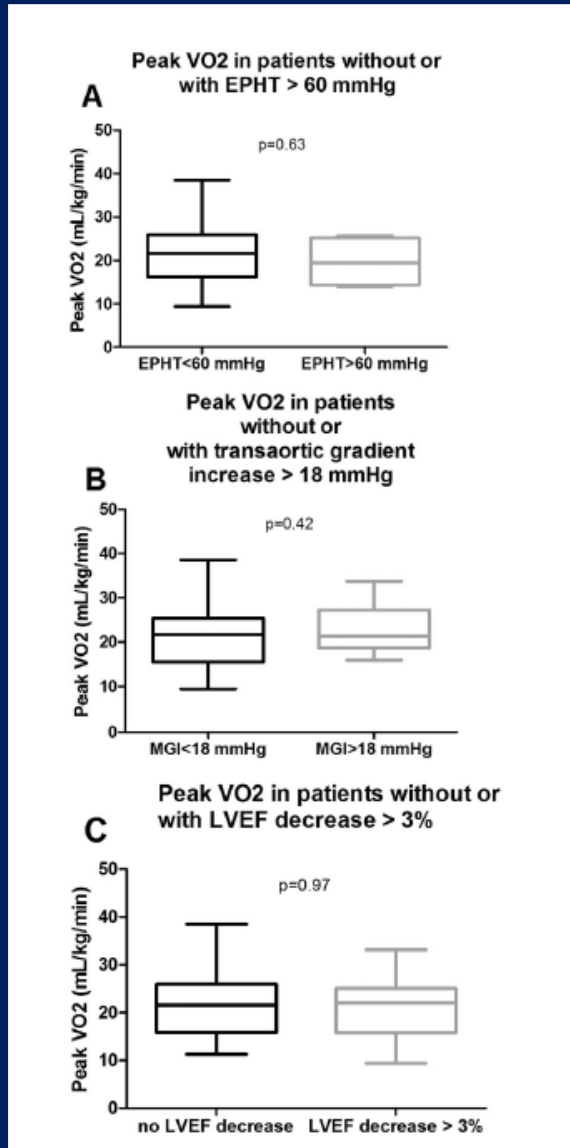 Peak VO2 in patients without or
with EPHT > 60 mmHg
A
p=0.63
Peak VO2 (mL/kg/min)
50
40
30
20
10
0
EPHT<60 mmHg EPHT>60 mmHg
Peak VO2 in patients
without or
with transaortic gradient
increase > 18 mmHg
B
p=0.42
Peak VO2 (mL/kg/min)
50
40
30
20
10
0
MGI<18 mmHg MGI>18 mmHg
Peak VO2 in patients without or
with LVEF decrease > 3%
C
p=0.97
Peak VO2 (mL/kg/min)
50
40
30
20
10
0
no LVEF decrease LVEF decrease > 3%